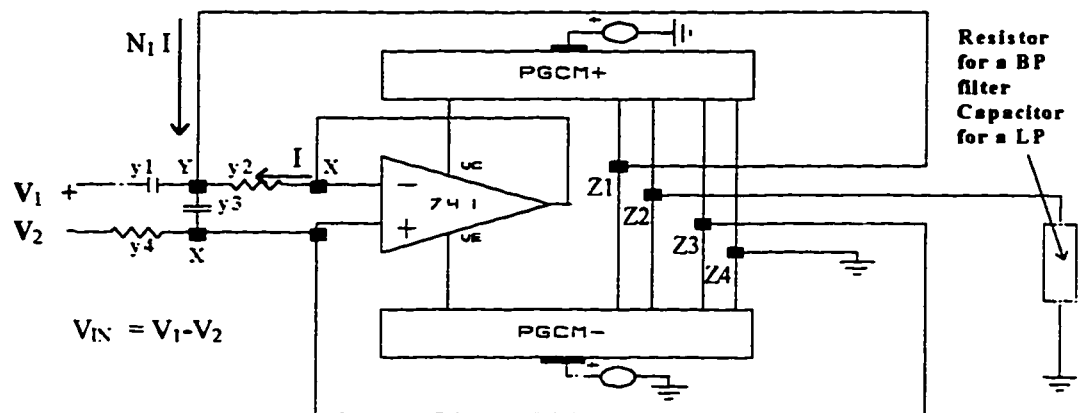 N1 I
PGCM+
Resistor
for a BP
filter
Capacitor
for a LP
y1
Y
y2
I
X
UC
V1 +
y3
−
741
+
Z1
Z2
V2
y4
X
UE
Z3
Z4
VIN = V1-V2
PGCM-